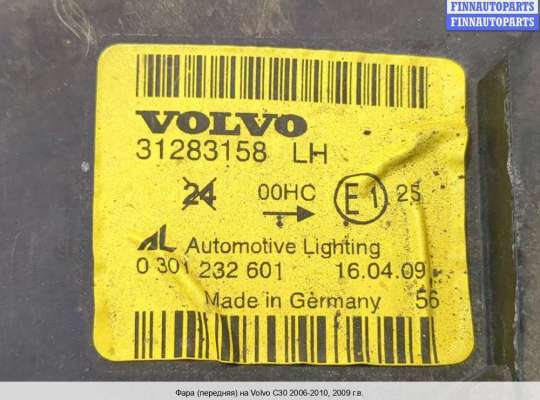 FINNAUTOPARTS
ФИННАВТОPARTS
VOLVO
31283158 LH
24 00HC E1 25
AL Automotive Lighting
0 301 232 601 16.04.09
Made in Germany 56
Фара (передняя) на Volvo C30 2006-2010, 2009 г.в.